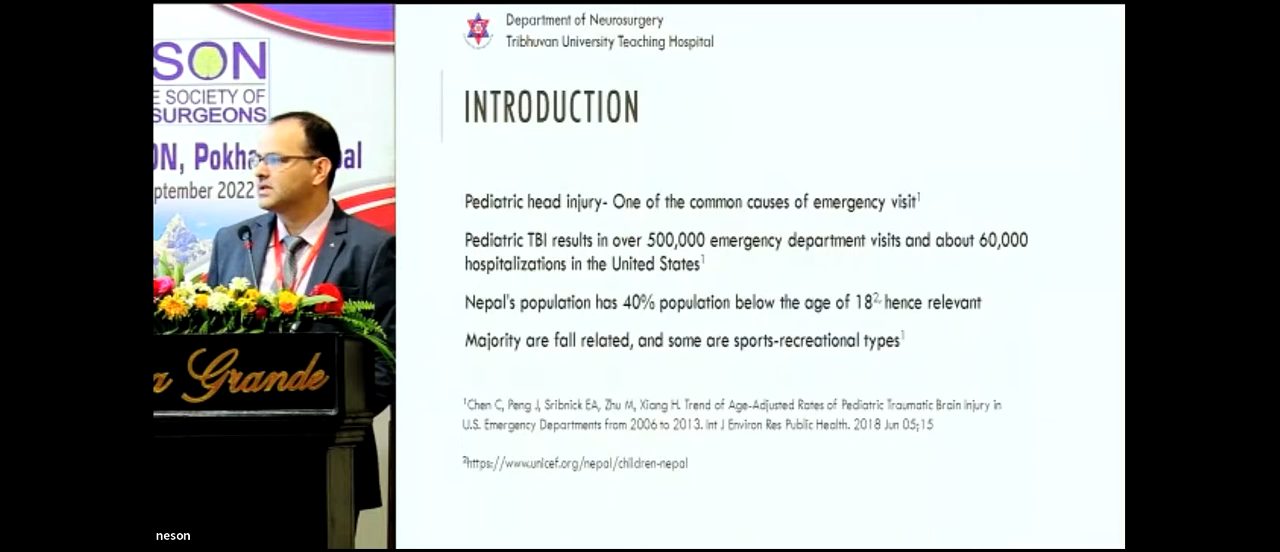 SON
E SOCIETY OF
SURGEONS
ON, Pokha al
ptember 2022
a Grande
neson
Department of Neurosurgery
Tribhuvan University Teaching Hospital
INTRODUCTION
Pediatric head injury- One of the common causes of emergency visit¹
Pediatric TBI results in over 500,000 emergency department visits and about 60,000
hospitalizations in the United States¹
Nepal's population has 40% population below the age of 18², hence relevant
Majority are fall related, and some are sports-recreational types¹
¹Chen C, Peng J, Sribnick EA, Zhu M, Xiang H. Trend of Age-Adjusted Rates of Pediatric Traumatic Brain Injury in
U.S. Emergency Departments from 2006 to 2013. Int J Environ Res Public Health. 2018 Jun 05;15
²https://www.unicef.org/nepal/children-nepal